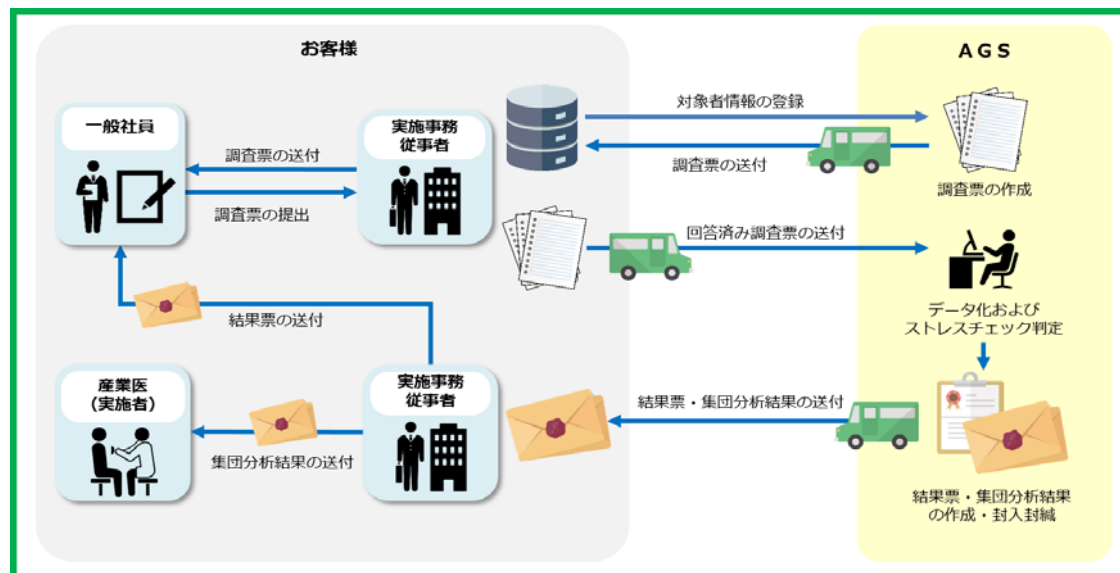 お客様
AGS
一般社員
実施事務
従事者
調査票の送付
調査票の提出
対象者情報の登録
調査票の送付
調査票の作成
回答済み調査票の送付
データ化および
ストレスチェック判定
結果票の送付
産業医
(実施者)
実施事務
従事者
集団分析結果の送付
結果票・集団分析結果の送付
結果票・集団分析結果
の作成・封入封緘